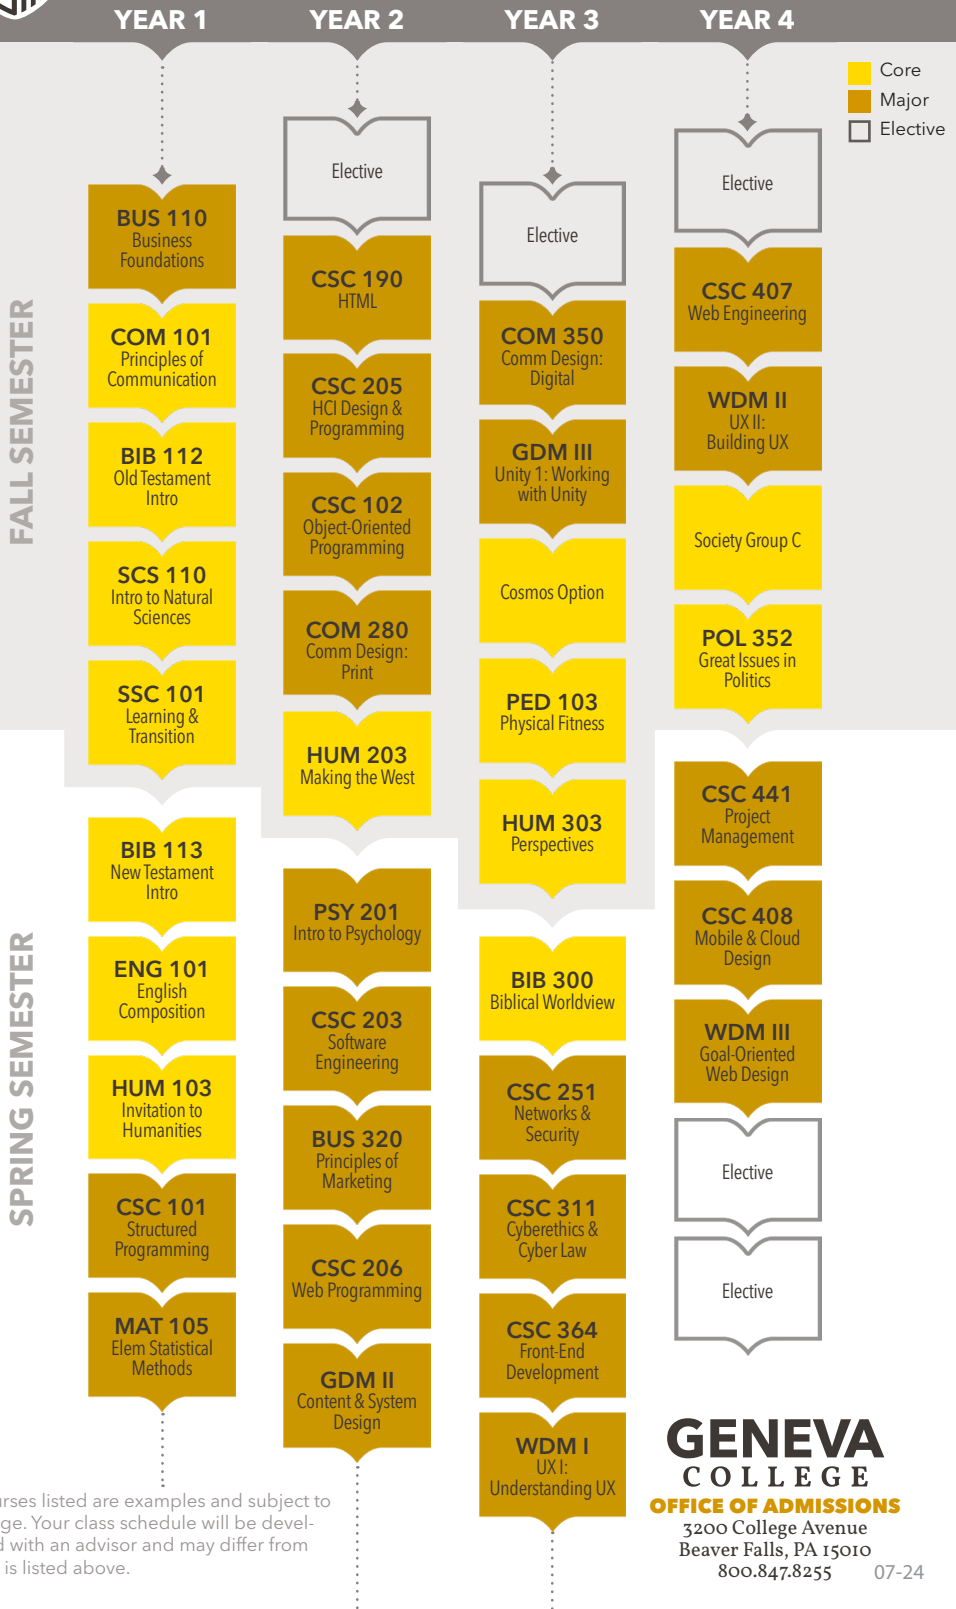 YEAR 1
YEAR 2
YEAR 3
YEAR 4
Core
Major
Elective
FALL SEMESTER
SPRING SEMESTER
BUS 110
Business
Foundations
COM 101
Principles of
Communication
BIB 112
Old Testament
Intro
SCS 110
Intro to Natural
Sciences
SSC 101
Learning &
Transition
BIB 113
New Testament
Intro
ENG 101
English
Composition
HUM 103
Invitation to
Humanities
CSC 101
Structured
Programming
MAT 105
Elem Statistical
Methods
Elective
CSC 190
HTML
CSC 205
HCI Design &
Programming
CSC 102
Object-Oriented
Programming
COM 280
Comm Design:
Print
HUM 203
Making the West
PSY 201
Intro to Psychology
CSC 203
Software
Engineering
BUS 320
Principles of
Marketing
CSC 206
Web Programming
GDM II
Content & System
Design
Elective
COM 350
Comm Design:
Digital
GDM III
Unity 1: Working
with Unity
Cosmos Option
PED 103
Physical Fitness
HUM 303
Perspectives
BIB 300
Biblical Worldview
CSC 251
Networks &
Security
CSC 311
Cyberethics &
Cyber Law
CSC 364
Front-End
Development
WDM I
UX I:
Understanding UX
Elective
CSC 407
Web Engineering
WDM II
UX II:
Building UX
Society Group C
POL 352
Great Issues in
Politics
CSC 441
Project
Management
CSC 408
Mobile & Cloud
Design
WDM III
Goal-Oriented
Web Design
Elective
Elective
urses listed are examples and subject to
ge. Your class schedule will be devel-
d with an advisor and may differ from
is listed above.
GENEVA
COLLEGE
OFFICE OF ADMISSIONS
3200 College Avenue
Beaver Falls, PA 15010
800.847.8255
07-24